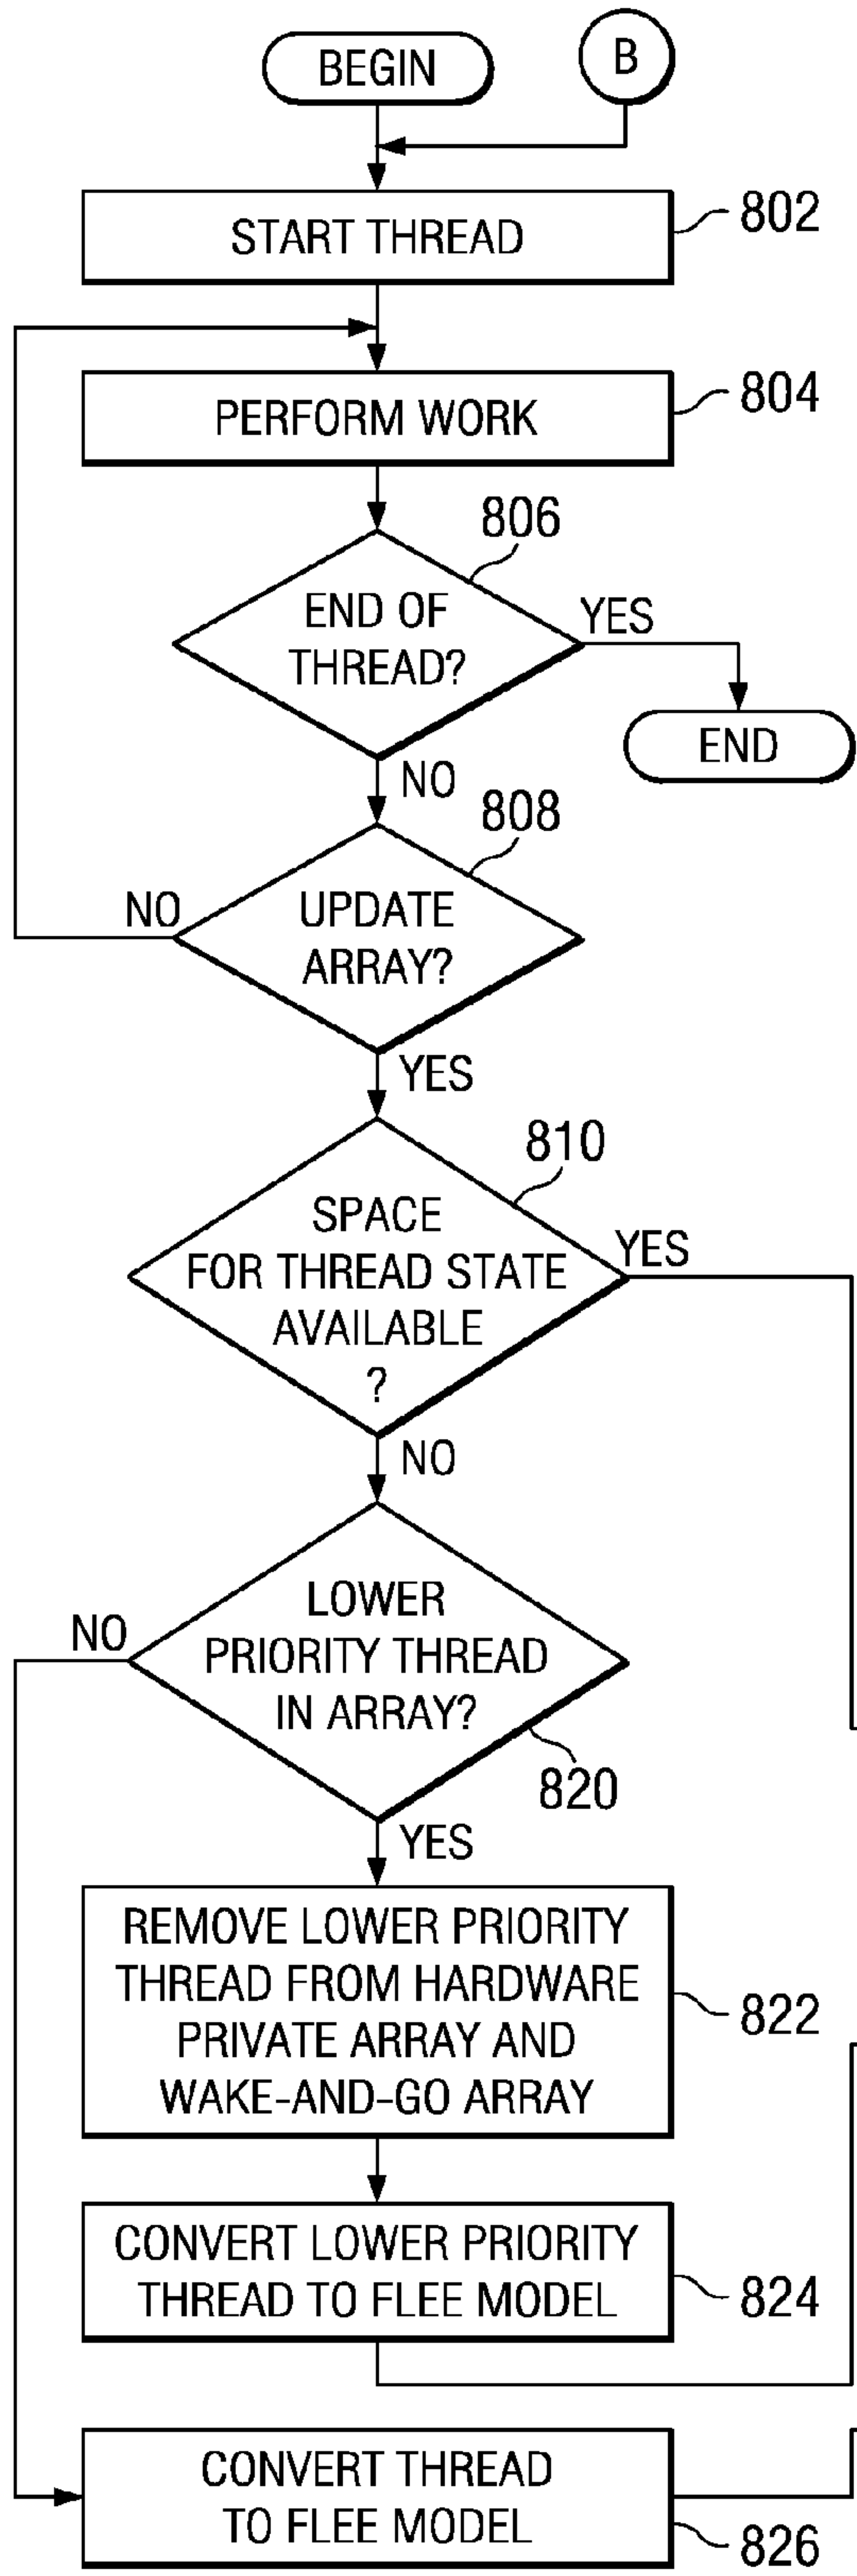 BEGIN
B
START THREAD
802
PERFORM WORK
804
806
END OF
THREAD?
YES
END
NO
808
NO
UPDATE
ARRAY?
YES
810
SPACE
FOR THREAD STATE
AVAILABLE
?
YES
NO
NO
LOWER
PRIORITY THREAD
IN ARRAY?
820
YES
REMOVE LOWER PRIORITY
THREAD FROM HARDWARE
PRIVATE ARRAY AND
WAKE-AND-GO ARRAY
822
CONVERT LOWER PRIORITY
THREAD TO FLEE MODEL
824
CONVERT THREAD
TO FLEE MODEL
826